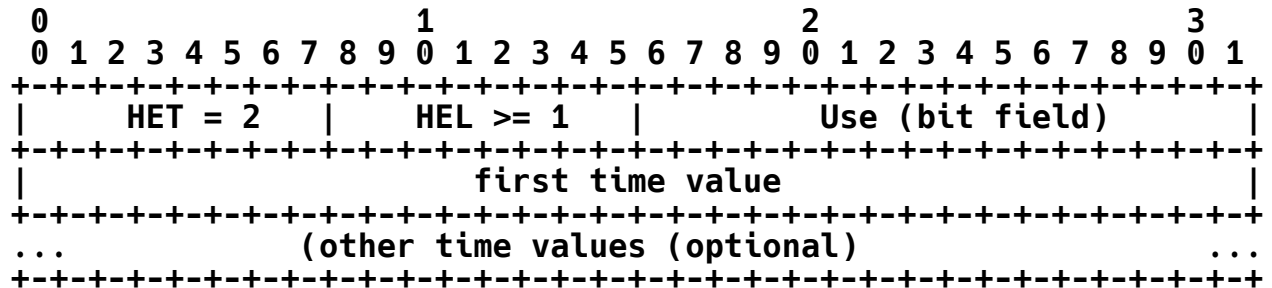 0                   1                   2                   3
 0 1 2 3 4 5 6 7 8 9 0 1 2 3 4 5 6 7 8 9 0 1 2 3 4 5 6 7 8 9 0 1
+-+-+-+-+-+-+-+-+-+-+-+-+-+-+-+-+-+-+-+-+-+-+-+-+-+-+-+-+-+-+-+-+
|     HET = 2   |    HEL >= 1   |         Use (bit field)       |
+-+-+-+-+-+-+-+-+-+-+-+-+-+-+-+-+-+-+-+-+-+-+-+-+-+-+-+-+-+-+-+-+
|                       first time value                        |
+-+-+-+-+-+-+-+-+-+-+-+-+-+-+-+-+-+-+-+-+-+-+-+-+-+-+-+-+-+-+-+-+
...            (other time values (optional)                  ...
+-+-+-+-+-+-+-+-+-+-+-+-+-+-+-+-+-+-+-+-+-+-+-+-+-+-+-+-+-+-+-+-+